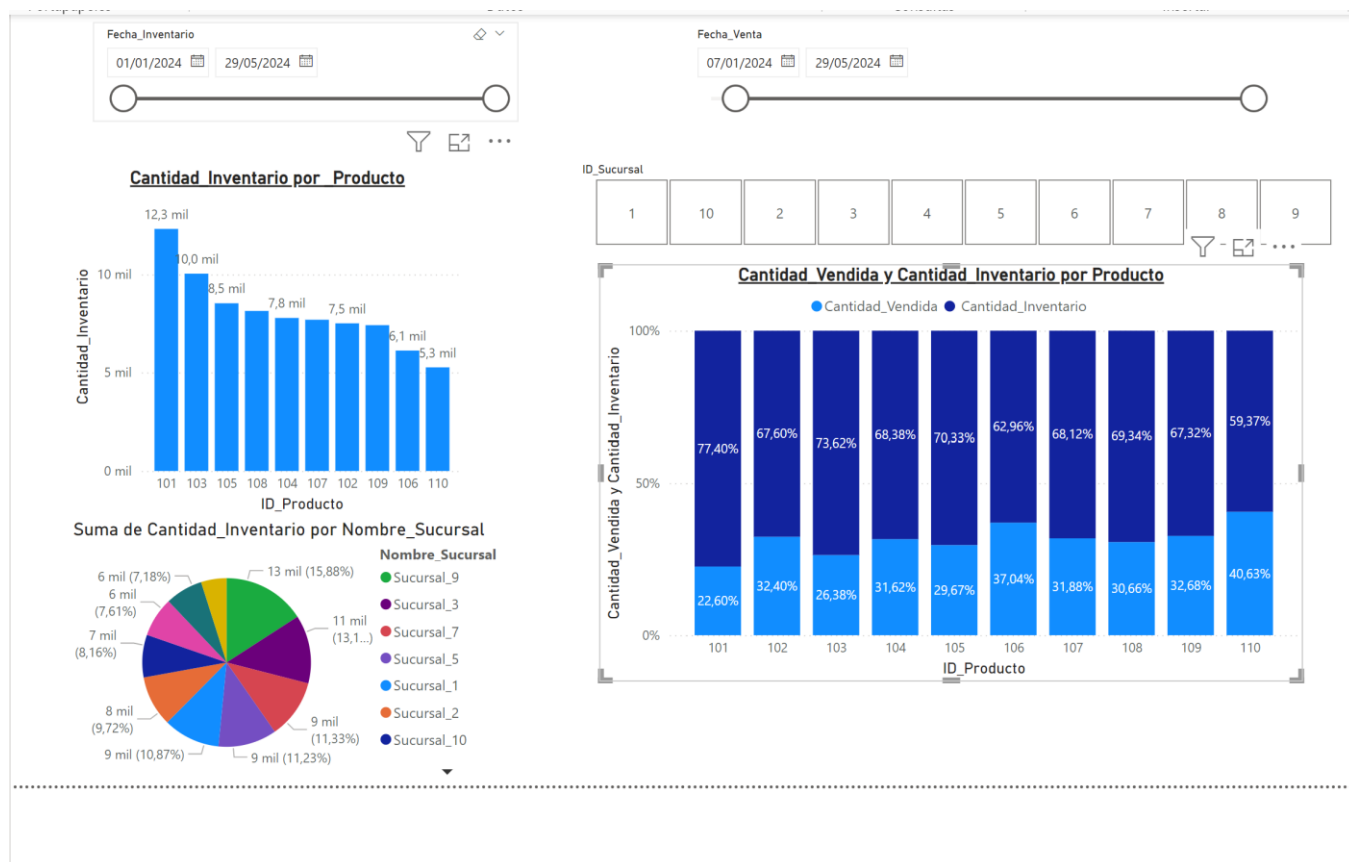 Fecha_Inventario
01/01/2024 29/05/2024
Fecha_Venta
07/01/2024 29/05/2024
Cantidad_Inventario por _Producto
12,3 mil
10,0 mil
8,5 mil
7,8 mil
7,5 mil
6,1 mil
5,3 mil
10 mil
5 mil
0 mil
Cantidad_Inventario
101 103 105 108 104 107 102 109 106 110
ID_Producto
Suma de Cantidad_Inventario por Nombre_Sucursal
13 mil (15,88%)
11 mil
(13,1...)
9 mil
(11,33%)
9 mil (11,23%)
9 mil (10,87%)
8 mil
(9,72%)
7 mil
(8,16%)
6 mil
(7,61%)
6 mil (7,18%)
Nombre_Sucursal
Sucursal_9
Sucursal_3
Sucursal_7
Sucursal_5
Sucursal_1
Sucursal_2
Sucursal_10
ID_Sucursal
1 10 2 3 4 5 6 7 8 9
Cantidad_Vendida y Cantidad_Inventario por Producto
Cantidad_Vendida Cantidad_Inventario
100%
50%
0%
Cantidad_Vendida y Cantidad_Inventario
77,40% 67,60% 73,62% 68,38% 70,33% 62,96% 68,12% 69,34% 67,32% 59,37%
22,60% 32,40% 26,38% 31,62% 29,67% 37,04% 31,88% 30,66% 32,68% 40,63%
101 102 103 104 105 106 107 108 109 110
ID_Producto